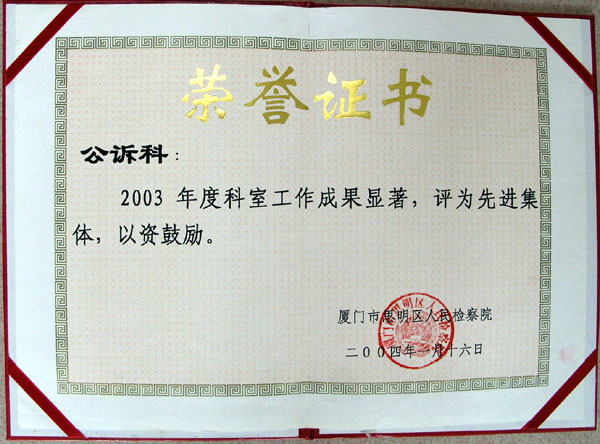 荣誉证书
公诉科：
2003 年度科室工作成果显著，评为先进集
体，以资鼓励。
厦门市思明区人民检察院
二00四年一月十六日